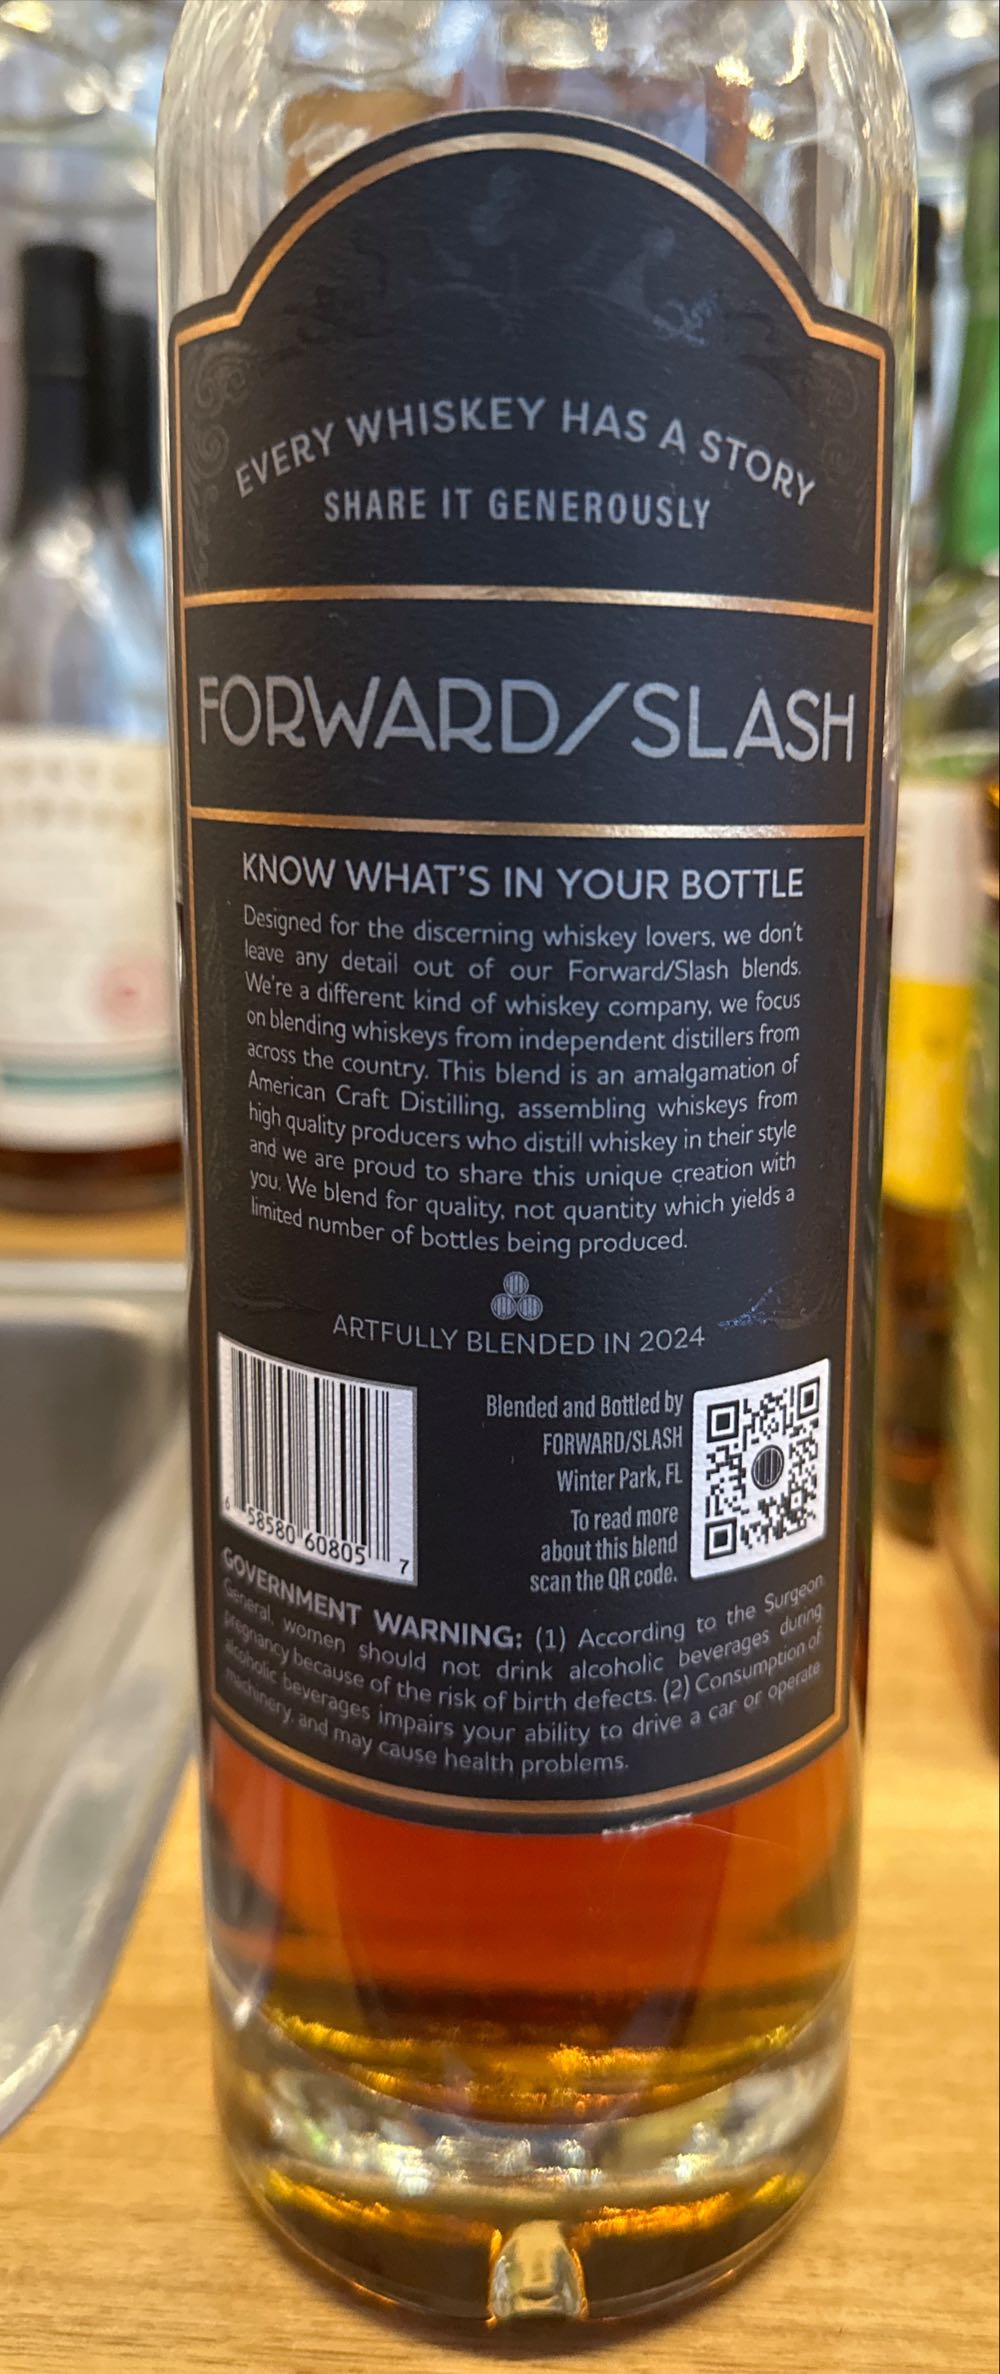 EVERY WHISKEY HAS A STORY
SHARE IT GENEROUSLY
FORWARD/SLASH
KNOW WHAT'S IN YOUR BOTTLE
Designed for the discerning whiskey lovers, we don't
leave any detail out of our Forward/Slash blends.
We're a different kind of whiskey company, we focus
on blending whiskeys from independent distillers from
across the country. This blend is an amalgamation of
American Craft Distilling, assembling whiskeys from
high quality producers who distill whiskey in their style
and we are proud to share this unique creation with
you. We blend for quality, not quantity which yields a
limited number of bottles being produced.
ARTFULLY BLENDED IN 2024
Blended and Bottled by
FORWARD/SLASH
Winter Park, FL
To read more
about this blend
scan the QR code.
6 58580 60805 7
GOVERNMENT WARNING: (1) According to the Surgeon
General, women should not drink alcoholic beverages during
pregnancy because of the risk of birth defects. (2) Consumption of
alcoholic beverages impairs your ability to drive a car or operate
machinery, and may cause health problems.